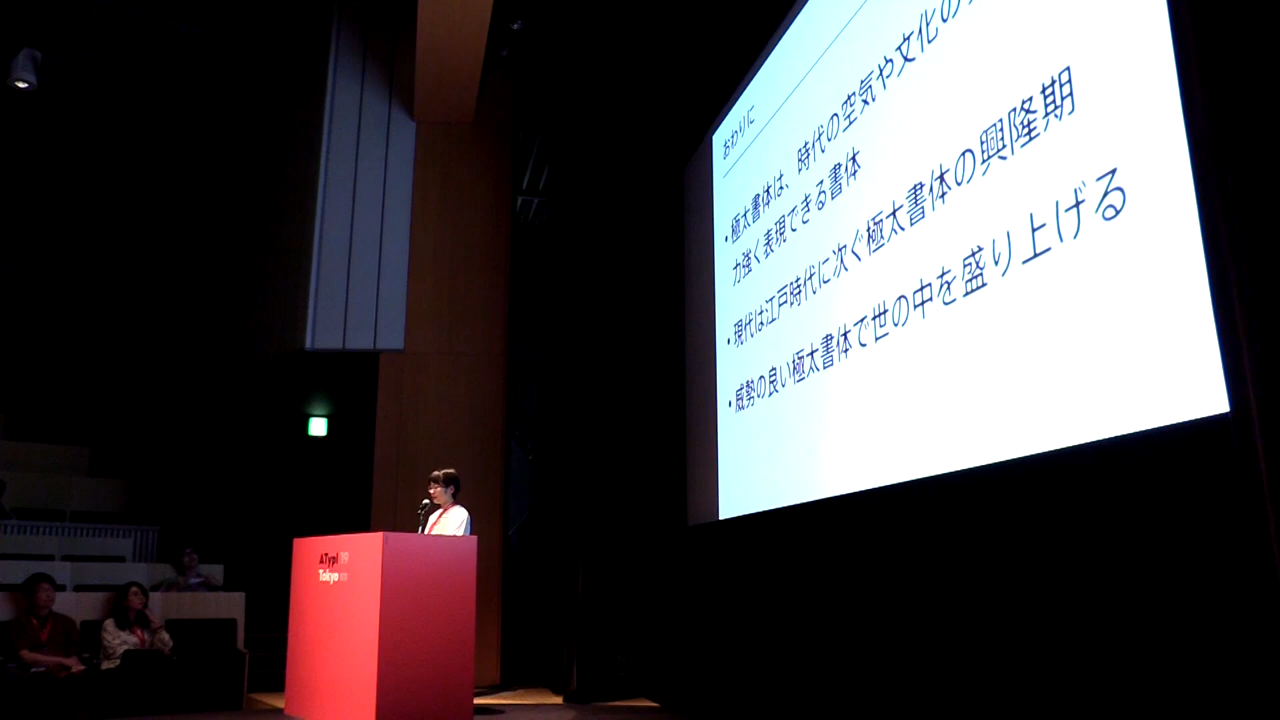 おわりに
・極太書体は、時代の空気や文化の
力強く表現できる書体
・現代は江戸時代に次ぐ極太書体の興隆期
・威勢の良い極太書体で世の中を盛り上げる
ATypI 19
Tokyo